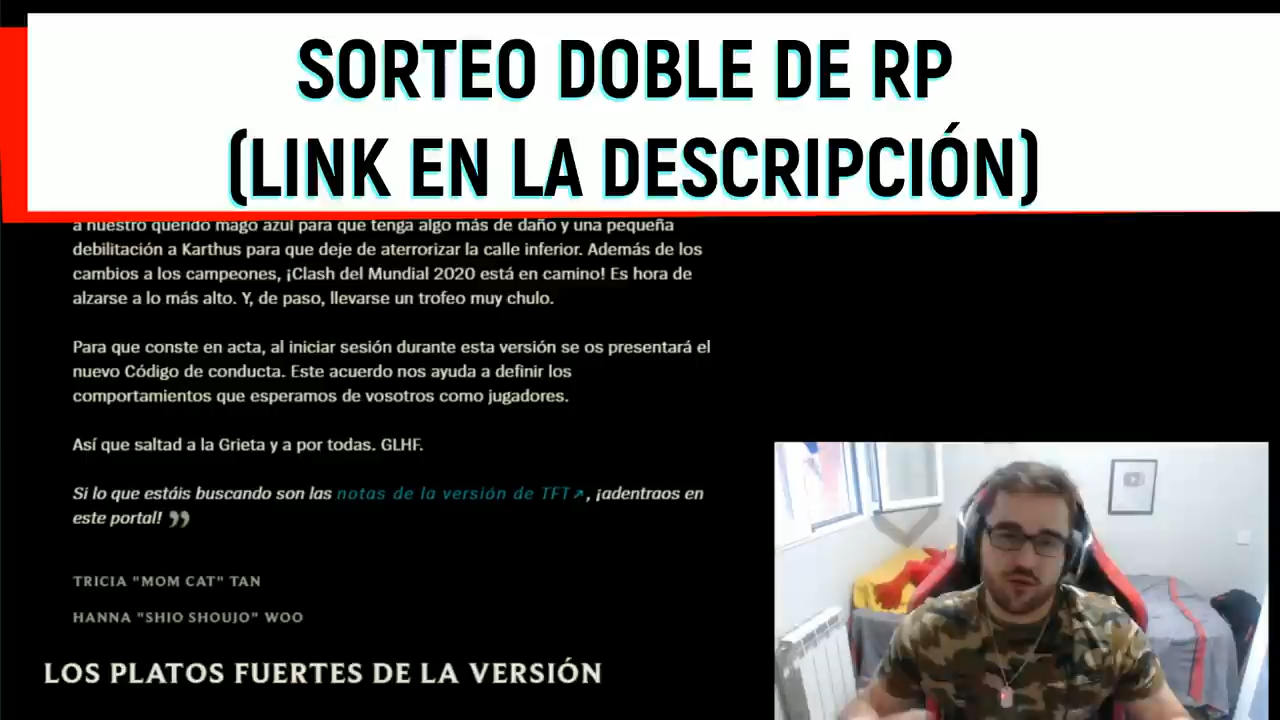 SORTEO DOBLE DE RP
(LINK EN LA DESCRIPCIÓN)
a nuestro querido mago azul para que tenga algo más de daño y una pequeña
debilitación a Karthus para que deje de aterrorizar la calle inferior. Además de los
cambios a los campeones, ¡Clash del Mundial 2020 está en camino! Es hora de
alzarse a lo más alto. Y, de paso, llevarse un trofeo muy chulo.
Para que conste en acta, al iniciar sesión durante esta versión se os presentará el
nuevo Código de conducta. Este acuerdo nos ayuda a definir los
comportamientos que esperamos de vosotros como jugadores.
Así que saltad a la Grieta y a por todas. GLHF.
Si lo que estáis buscando son las notas de la versión de TFT↗, ¡adentraos en
este portal! ”
TRICIA "MOM CAT" TAN
HANNA "SHIO SHOUJO" WOO
LOS PLATOS FUERTES DE LA VERSIÓN